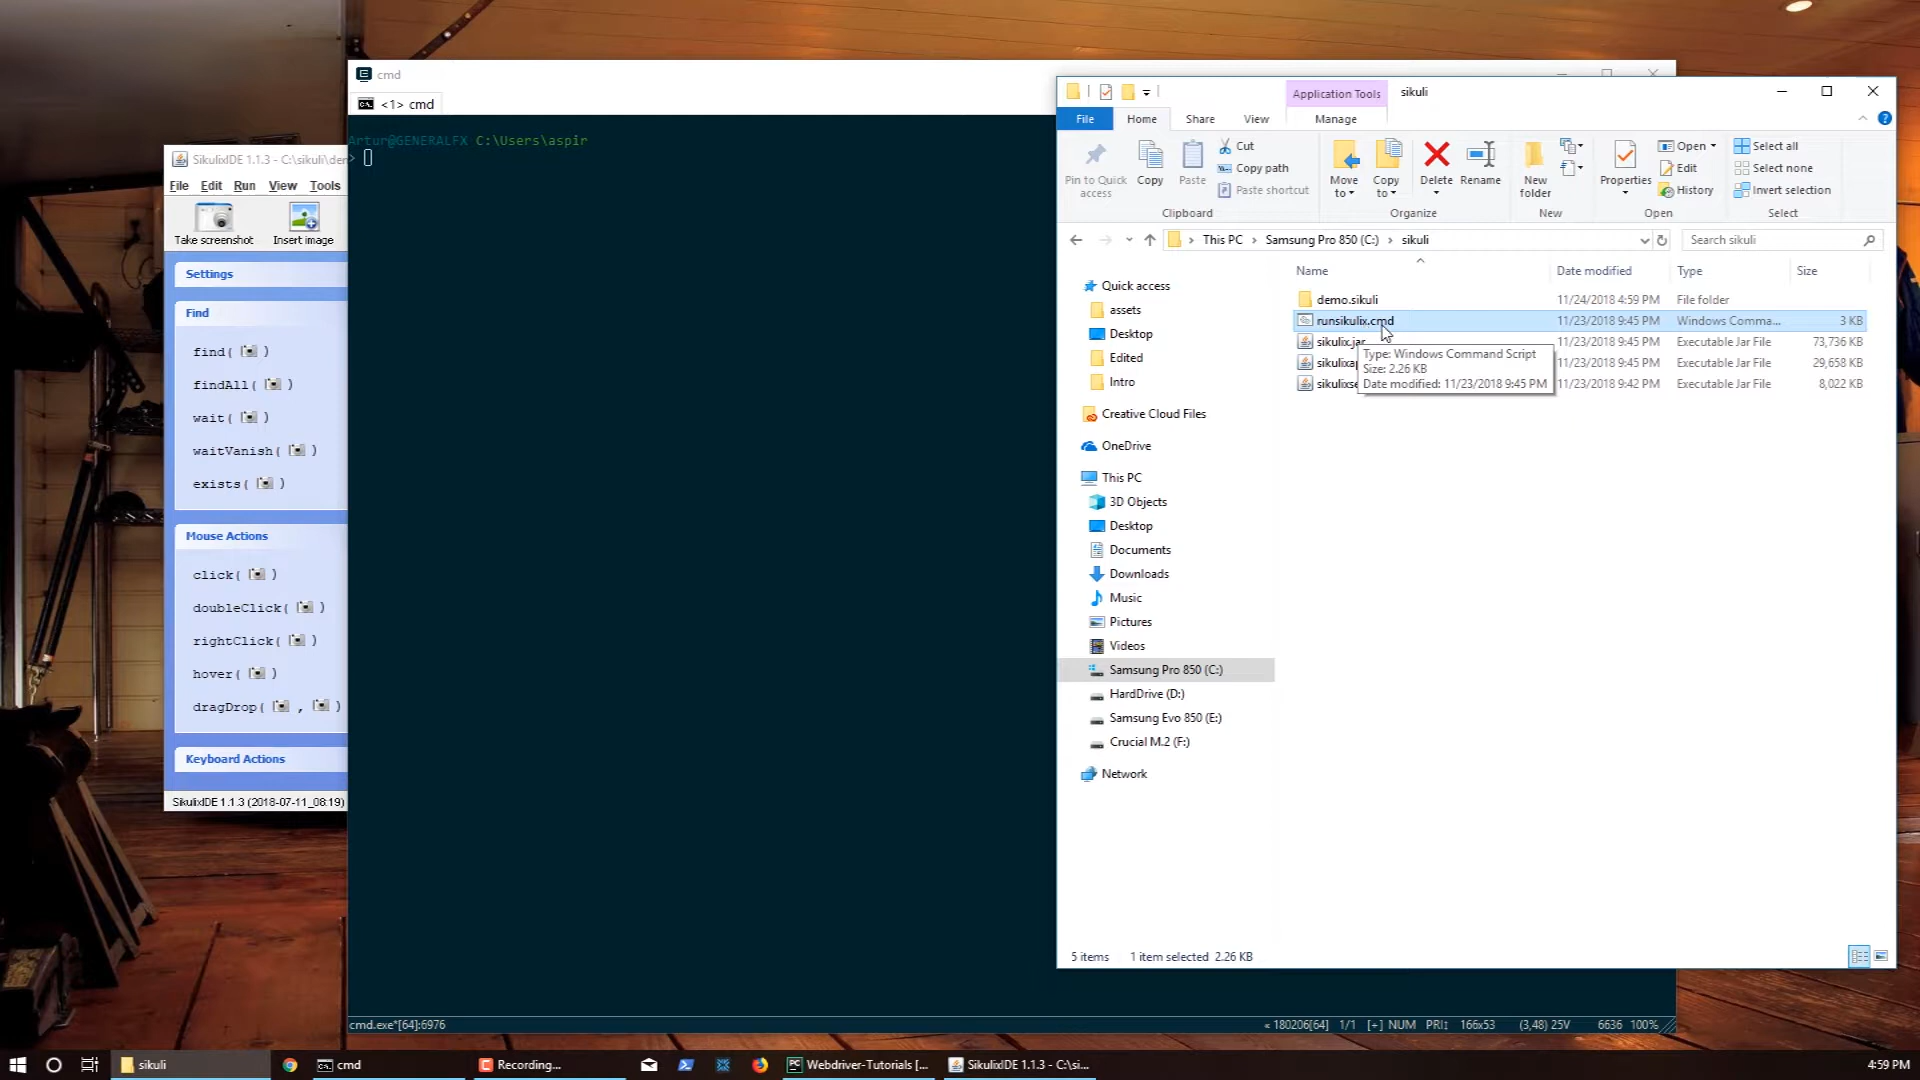 cmd
<1> cmd
Artur@GENERALFX C:\Users\aspir
>
SikulixIDE 1.1.3 - C:\sikuli\den
File Edit Run View Tools
Take screenshot
Insert image
Settings
Find
find( )
findAll( )
wait( )
waitVanish( )
exists( )
Mouse Actions
click( )
doubleClick( )
rightClick( )
hover( )
dragDrop( , )
Keyboard Actions
SikulixIDE 1.1.3 (2018-07-11_08:19)
Application Tools
sikuli
File Home Share View Manage
Pin to Quick access
Copy
Paste
Cut
Copy path
Paste shortcut
Clipboard
Move to
Copy to
Delete
Rename
Organize
New folder
New
Properties
Open
Edit
History
Open
Select all
Select none
Invert selection
Select
This PC > Samsung Pro 850 (C:) > sikuli
Search sikuli
Quick access
assets
Desktop
Edited
Intro
Creative Cloud Files
OneDrive
This PC
3D Objects
Desktop
Documents
Downloads
Music
Pictures
Videos
Samsung Pro 850 (C:)
HardDrive (D:)
Samsung Evo 850 (E:)
Crucial M.2 (F:)
Network
Name Date modified Type Size
demo.sikuli 11/24/2018 4:59 PM File folder
runsikulix.cmd 11/23/2018 9:45 PM Windows Comma... 3 KB
sikulix.jar 11/23/2018 9:45 PM Executable Jar File 73,736 KB
sikulixap 11/23/2018 9:45 PM Executable Jar File 29,658 KB
sikulixse 11/23/2018 9:42 PM Executable Jar File 8,022 KB
Type: Windows Command Script
Size: 2.26 KB
Date modified: 11/23/2018 9:45 PM
5 items 1 item selected 2.26 KB
cmd.exe*[64]:6976
« 180206[64] 1/1 [+] NUM PRI↕ 166x53 (3,48) 25V 6636 100%
sikuli
cmd
Recording...
Webdriver-Tutorials [...
SikulixIDE 1.1.3 - C:\si...
4:59 PM